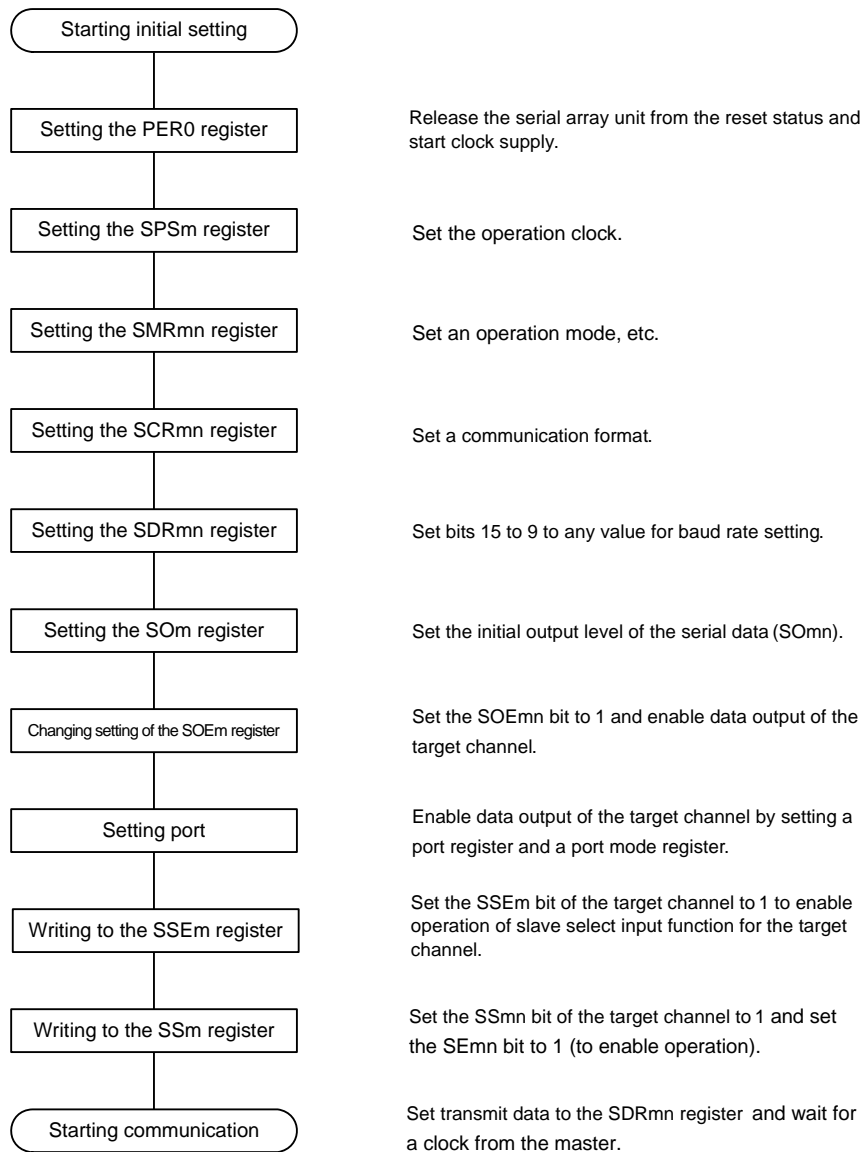 Starting initial setting
Setting the PER0 register
Release the serial array unit from the reset status and
start clock supply.
Setting the SPSm register
Set the operation clock.
Setting the SMRmn register
Set an operation mode, etc.
Setting the SCRmn register
Set a communication format.
Setting the SDRmn register
Set bits 15 to 9 to any value for baud rate setting.
Setting the SOm register
Set the initial output level of the serial data (SOmn).
Changing setting of the SOEm register
Set the SOEmn bit to 1 and enable data output of the
target channel.
Setting port
Enable data output of the target channel by setting a
port register and a port mode register.
Writing to the SSEm register
Set the SSEm bit of the target channel to 1 to enable
operation of slave select input function for the target
channel.
Writing to the SSm register
Set the SSmn bit of the target channel to 1 and set
the SEmn bit to 1 (to enable operation).
Starting communication
Set transmit data to the SDRmn register and wait for
a clock from the master.